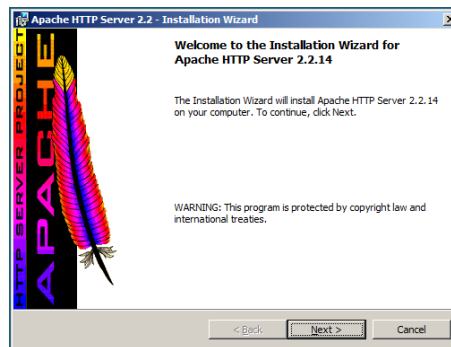 Apache HTTP Server 2.2 - Installation Wizard
HTTP SERVER PROJECT
APACHE
Welcome to the Installation Wizard for
Apache HTTP Server 2.2.14
The Installation Wizard will install Apache HTTP Server 2.2.14
on your computer. To continue, click Next.
WARNING: This program is protected by copyright law and
international treaties.
< Back
Next >
Cancel